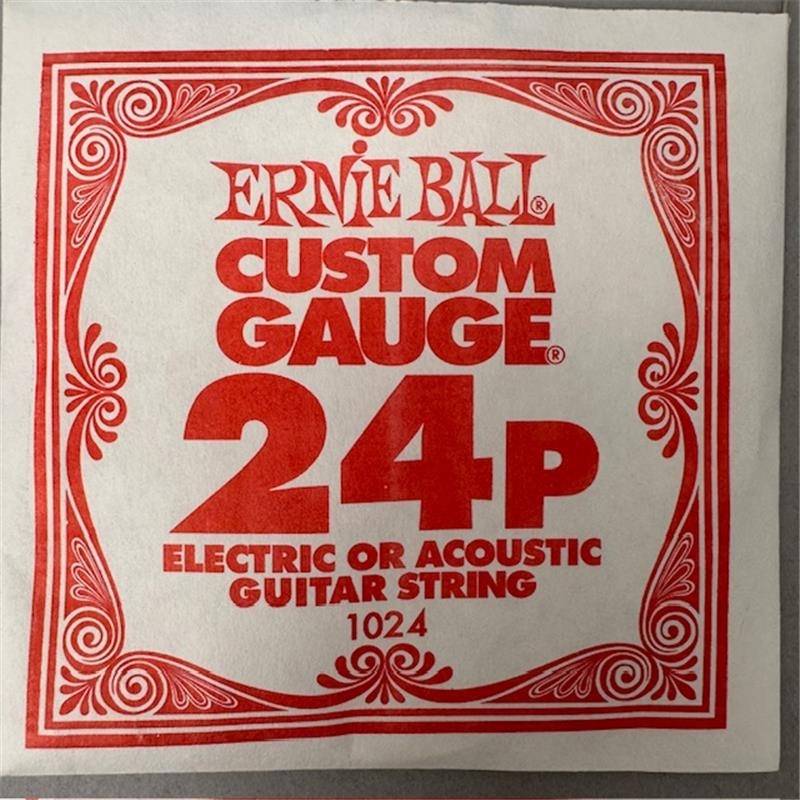 ERNiE BALL®
CUSTOM
GAUGE®
24P
ELECTRIC OR ACOUSTIC
GUITAR STRING
1024